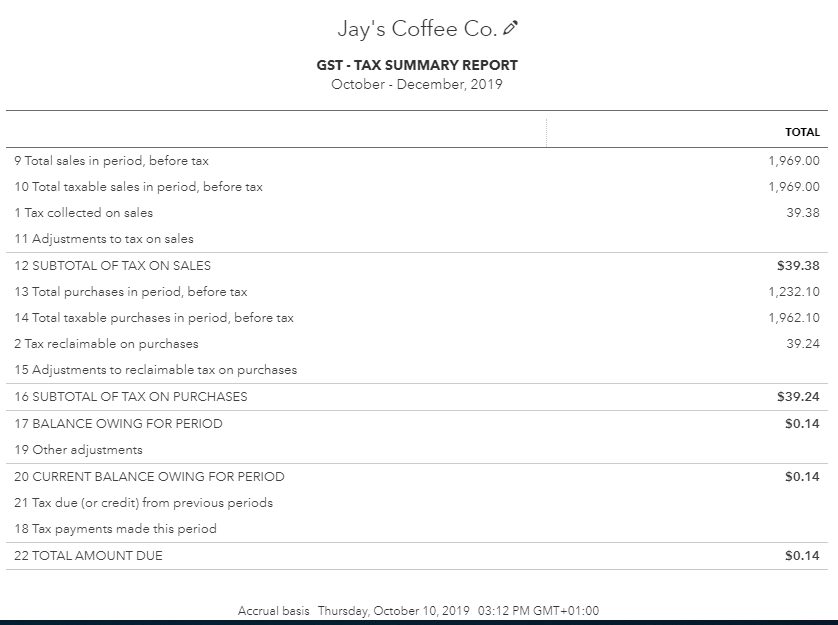 Jay's Coffee Co.
GST - TAX SUMMARY REPORT
October - December, 2019
TOTAL
9 Total sales in period, before tax 1,969.00
10 Total taxable sales in period, before tax 1,969.00
1 Tax collected on sales 39.38
11 Adjustments to tax on sales
12 SUBTOTAL OF TAX ON SALES $39.38
13 Total purchases in period, before tax 1,232.10
14 Total taxable purchases in period, before tax 1,962.10
2 Tax reclaimable on purchases 39.24
15 Adjustments to reclaimable tax on purchases
16 SUBTOTAL OF TAX ON PURCHASES $39.24
17 BALANCE OWING FOR PERIOD $0.14
19 Other adjustments
20 CURRENT BALANCE OWING FOR PERIOD $0.14
21 Tax due (or credit) from previous periods
18 Tax payments made this period
22 TOTAL AMOUNT DUE $0.14
Accrual basis Thursday, October 10, 2019 03:12 PM GMT+01:00